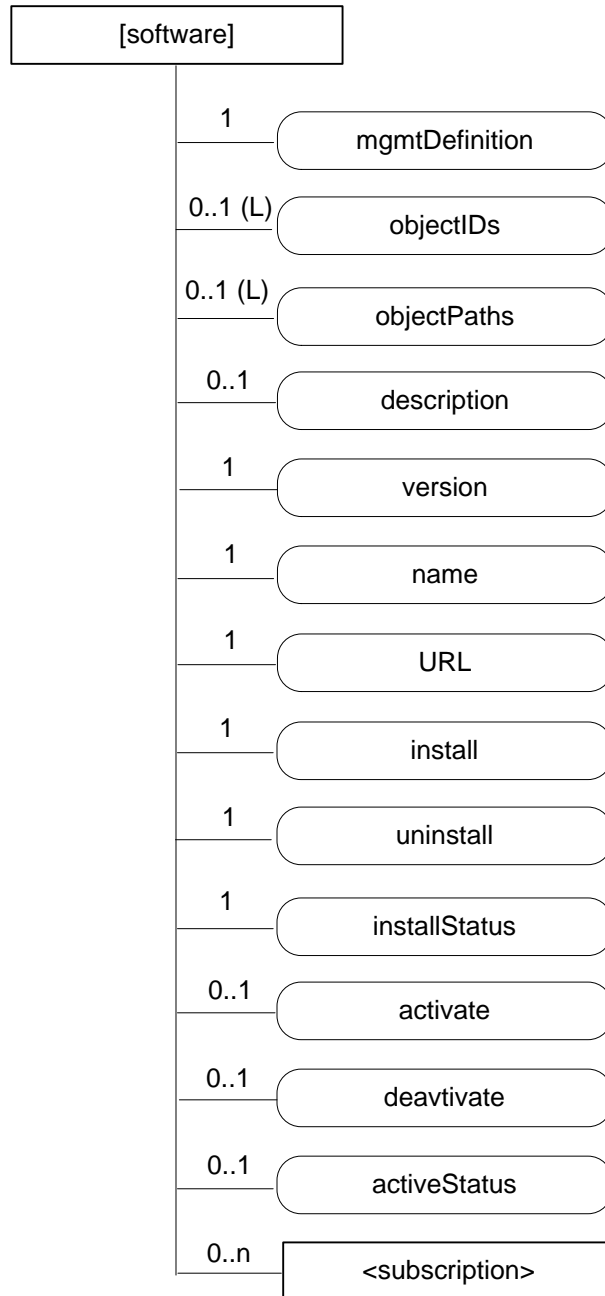 [software]
1
mgmtDefinition
0..1 (L)
objectIDs
0..1 (L)
objectPaths
0..1
description
1
version
1
name
1
URL
1
install
1
uninstall
1
installStatus
0..1
activate
0..1
deavtivate
0..1
activeStatus
0..n
<subscription>